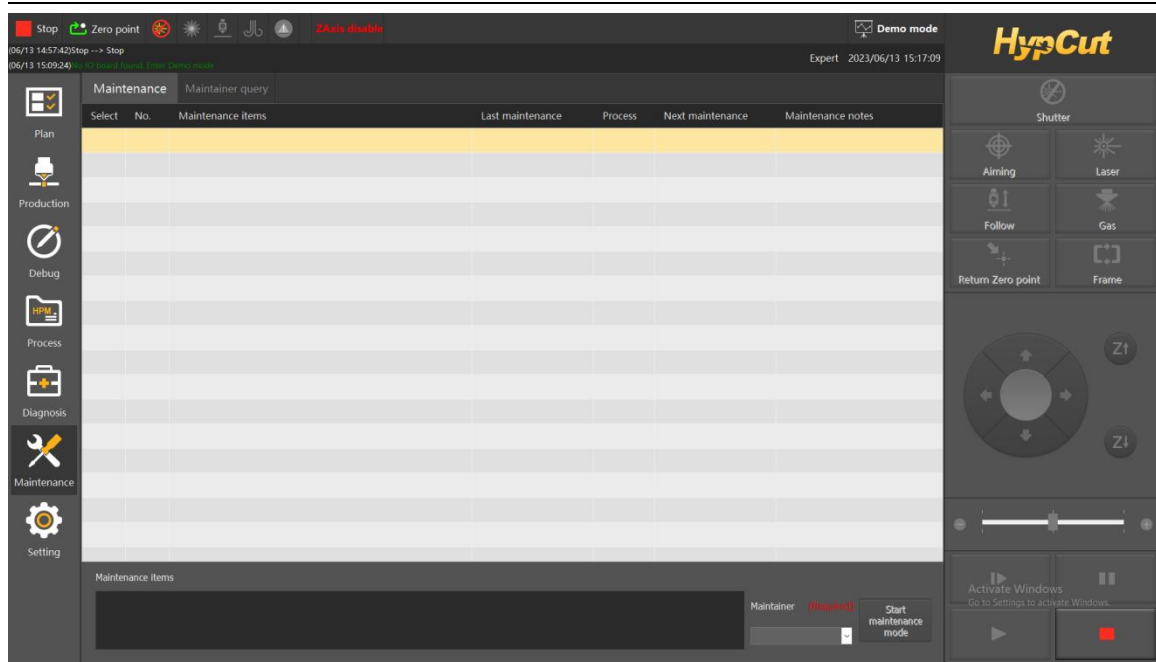 Stop Zero point ZAxis disable Demo mode
HypCut
(06/13 14:57:42)Stop --> Stop
(06/13 15:09:24)No IO board found. Enter Demo mode
Expert 2023/06/13 15:17:09
Maintenance Maintainer query
Select No. Maintenance items Last maintenance Process Next maintenance Maintenance notes
Plan
Production
Debug
HPM
Process
Diagnosis
Maintenance
Setting
Shutter
Aiming Laser
Follow Gas
Return Zero point Frame
Z↑
Z↓
Maintenance items
Maintainer (Required)
Start
maintenance
mode
Activate Windows
Go to Settings to activate Windows.